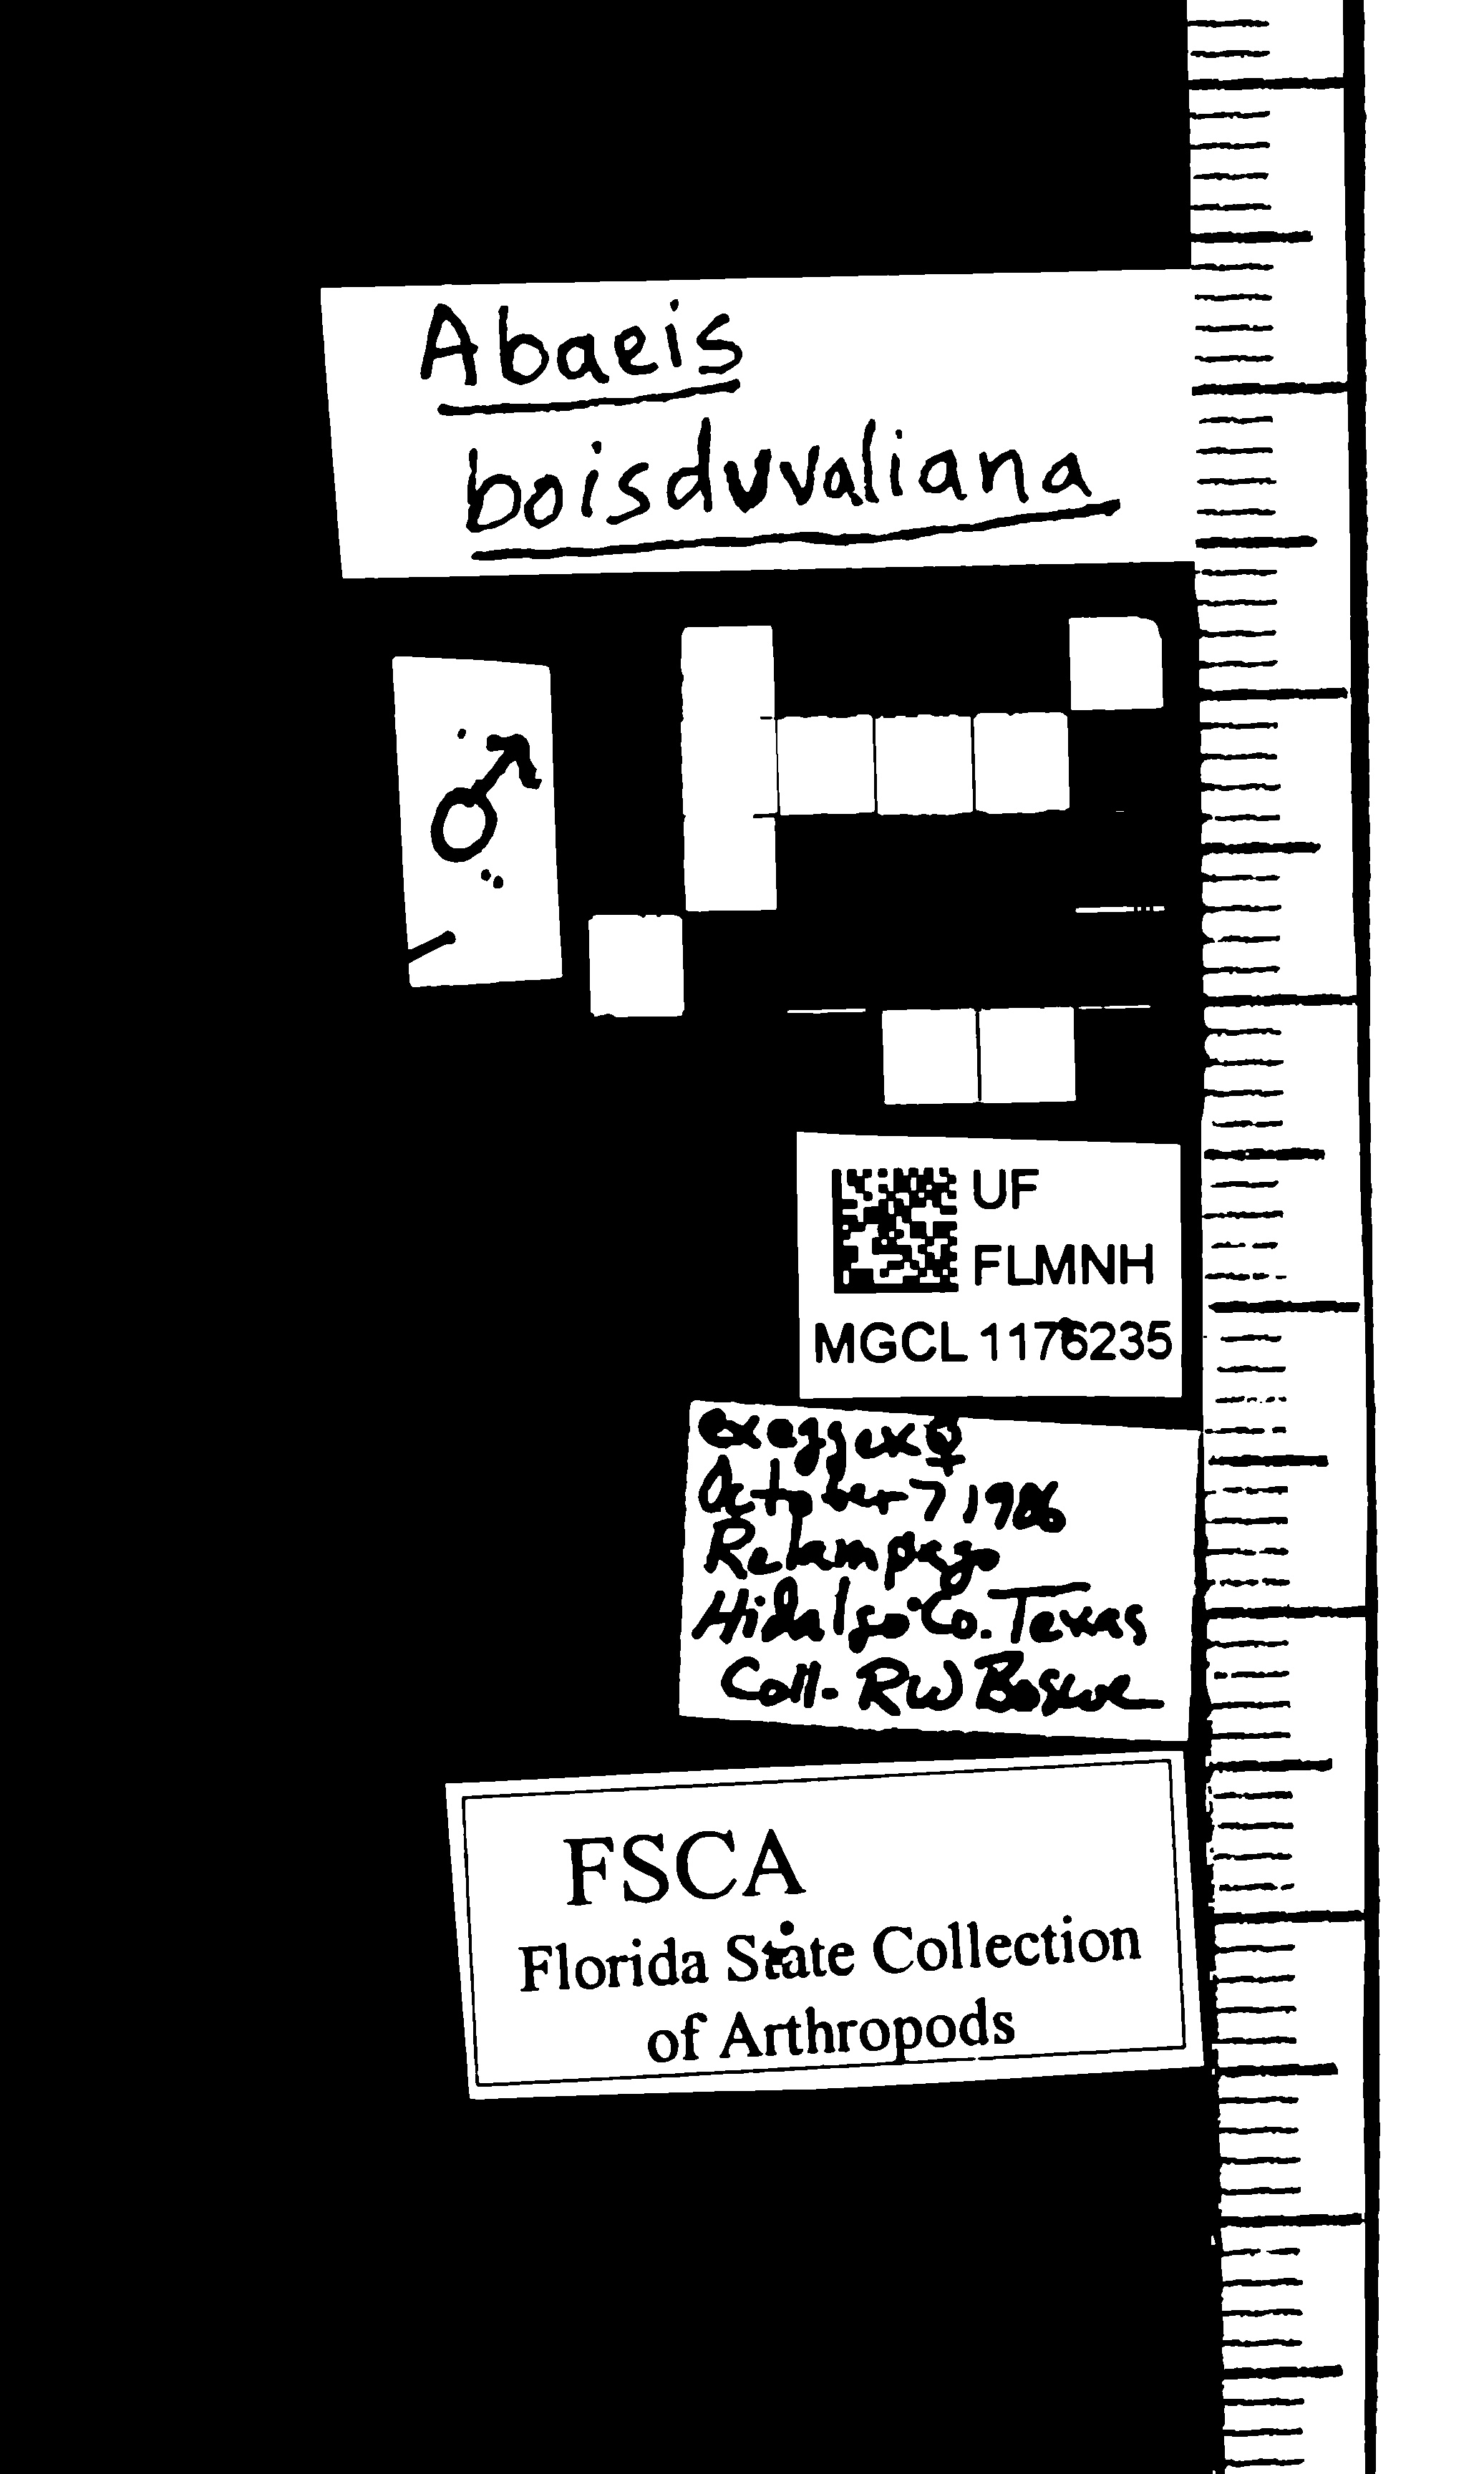 Abaeis
boisduvaliana
♂
UF
FLMNH
MGCL 1176235
ex egg ex ♀
October 7 1986
Relampago
Hidalgo Co. Texas
Coll. RW Boscoe
FSCA
Florida State Collection
of Arthropods